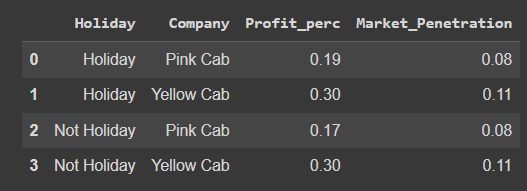 Holiday Company Profit_perc Market_Penetration
0 Holiday Pink Cab 0.19 0.08
1 Holiday Yellow Cab 0.30 0.11
2 Not Holiday Pink Cab 0.17 0.08
3 Not Holiday Yellow Cab 0.30 0.11